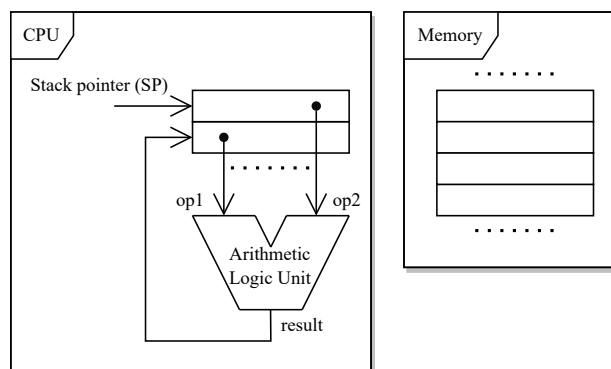 CPU
Memory
Stack pointer (SP)
op1
op2
Arithmetic
Logic Unit
result